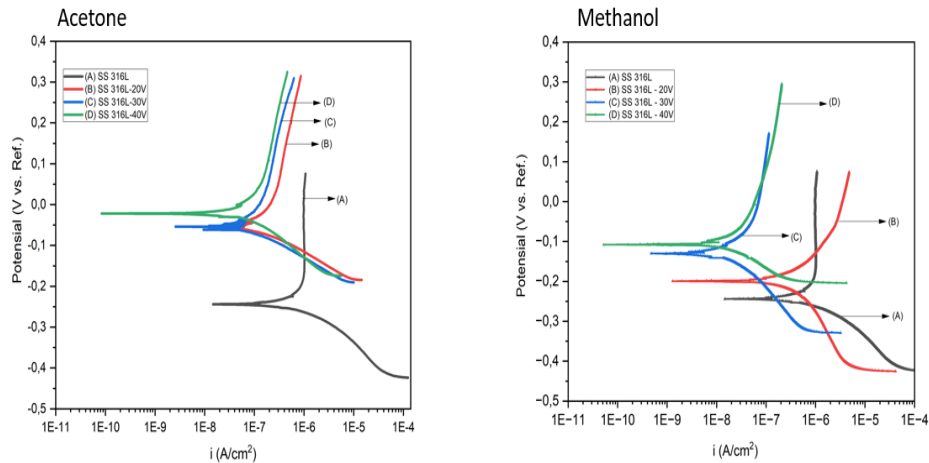 Acetone
0,4
0,3
0,2
0,1
0,0
-0,1
-0,2
-0,3
-0,4
-0,5
Potensial (V vs. Ref.)
(A) SS 316L
(B) SS 316L-20V
(C) SS 316L-30V
(D) SS 316L-40V
(D)
(C)
(B)
(A)
1E-11 1E-10 1E-9 1E-8 1E-7 1E-6 1E-5 1E-4
i (A/cm²)
Methanol
0,4
0,3
0,2
0,1
0,0
−0,1
−0,2
−0,3
−0,4
−0,5
Potensial (V vs. Ref.)
(A) SS 316L
(B) SS 316L - 20V
(C) SS 316L - 30V
(D) SS 316L - 40V
(D)
(B)
(C)
(A)
1E-11 1E-10 1E-9 1E-8 1E-7 1E-6 1E-5 1E-4
i (A/cm²)